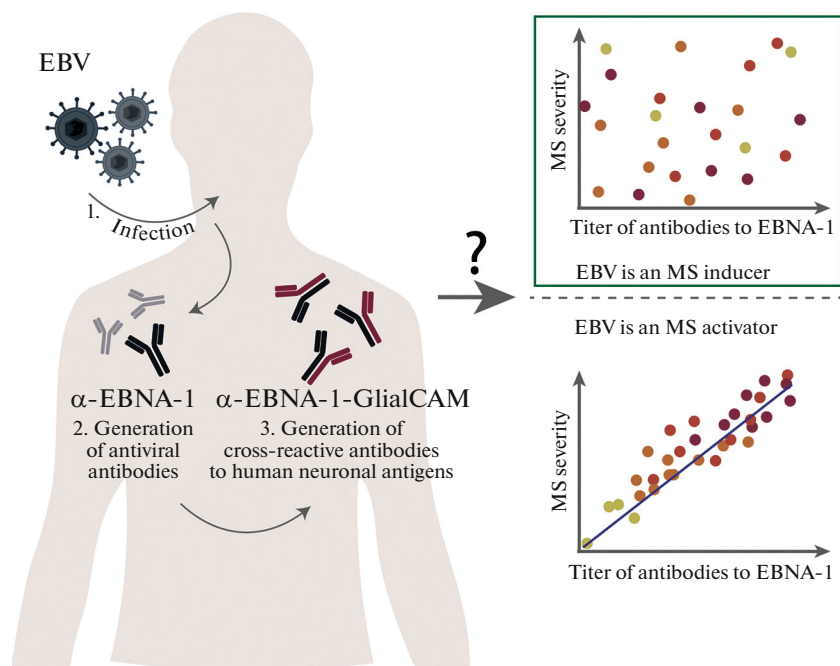 EBV
1. Infection
α-EBNA-1
2. Generation
of antiviral
antibodies
α-EBNA-1-GlialCAM
3. Generation of
cross-reactive antibodies
to human neuronal antigens
?
MS severity
Titer of antibodies to EBNA-1
EBV is an MS inducer
EBV is an MS activator
MS severity
Titer of antibodies to EBNA-1